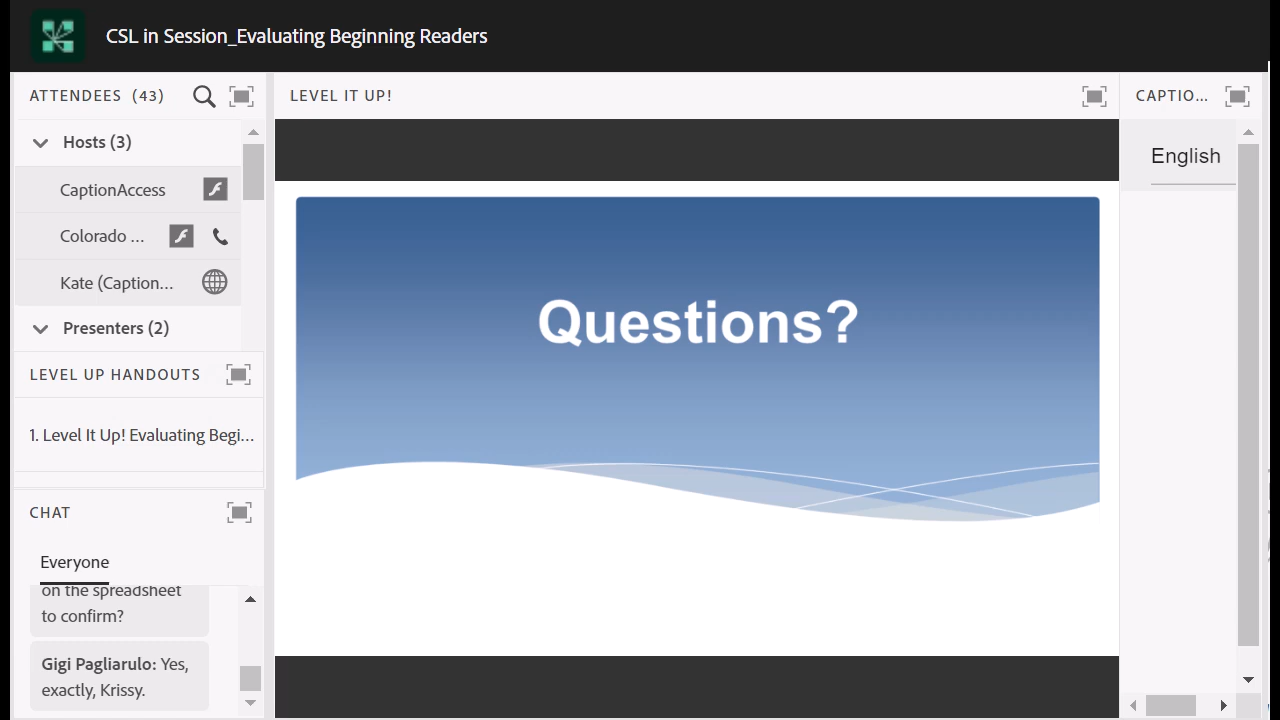 CSL in Session_Evaluating Beginning Readers
ATTENDEES (43)
Hosts (3)
CaptionAccess
Colorado ...
Kate (Caption...
Presenters (2)
LEVEL UP HANDOUTS
1. Level It Up! Evaluating Begi...
CHAT
Everyone
on the spreadsheet
to confirm?
Gigi Pagliarulo: Yes,
exactly, Krissy.
LEVEL IT UP!
Questions?
CAPTIO...
English